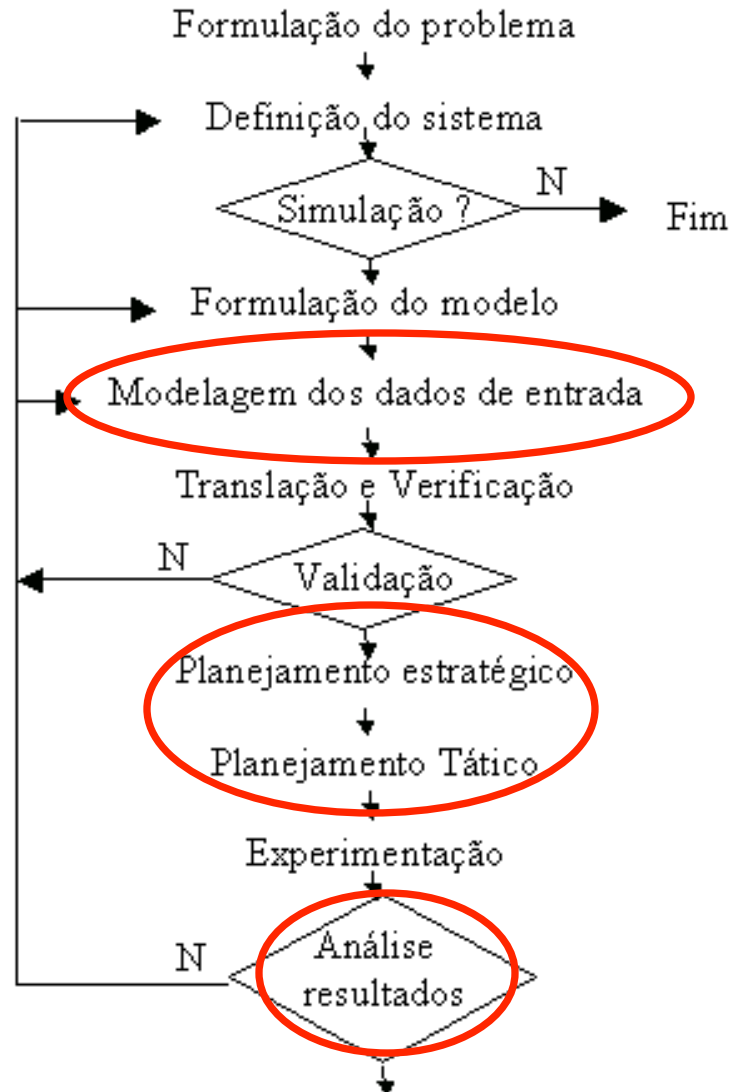 Formulação do problema
Definição do sistema
N
Simulação ?
Fim
Formulação do modelo
Modelagem dos dados de entrada
Translação e Verificação
N
Validação
Planejamento estratégico
Planejamento Tático
Experimentação
N
Análise
resultados